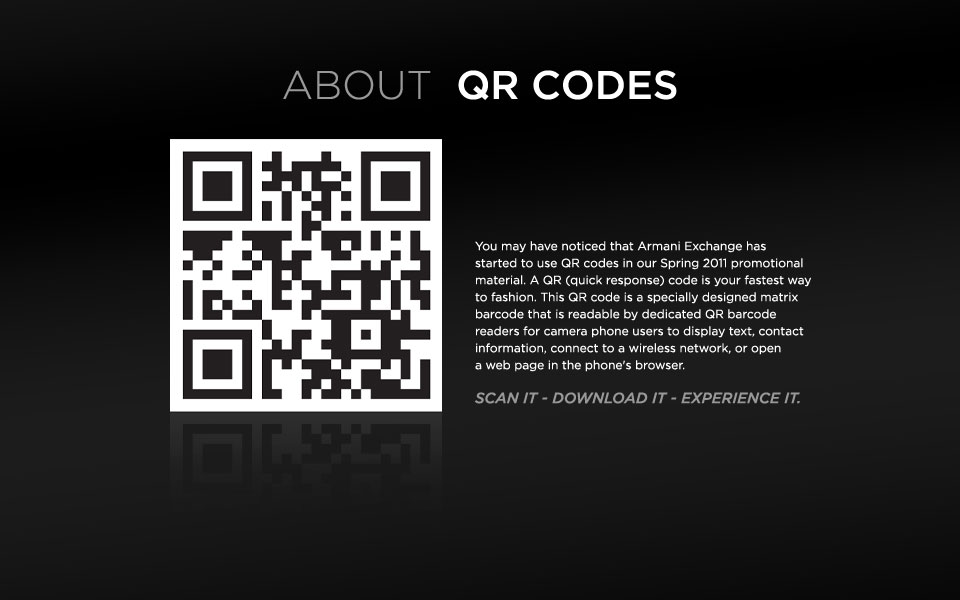 ABOUT QR CODES
You may have noticed that Armani Exchange has
started to use QR codes in our Spring 2011 promotional
material. A QR (quick response) code is your fastest way
to fashion. This QR code is a specially designed matrix
barcode that is readable by dedicated QR barcode
readers for camera phone users to display text, contact
information, connect to a wireless network, or open
a web page in the phone's browser.
SCAN IT - DOWNLOAD IT - EXPERIENCE IT.